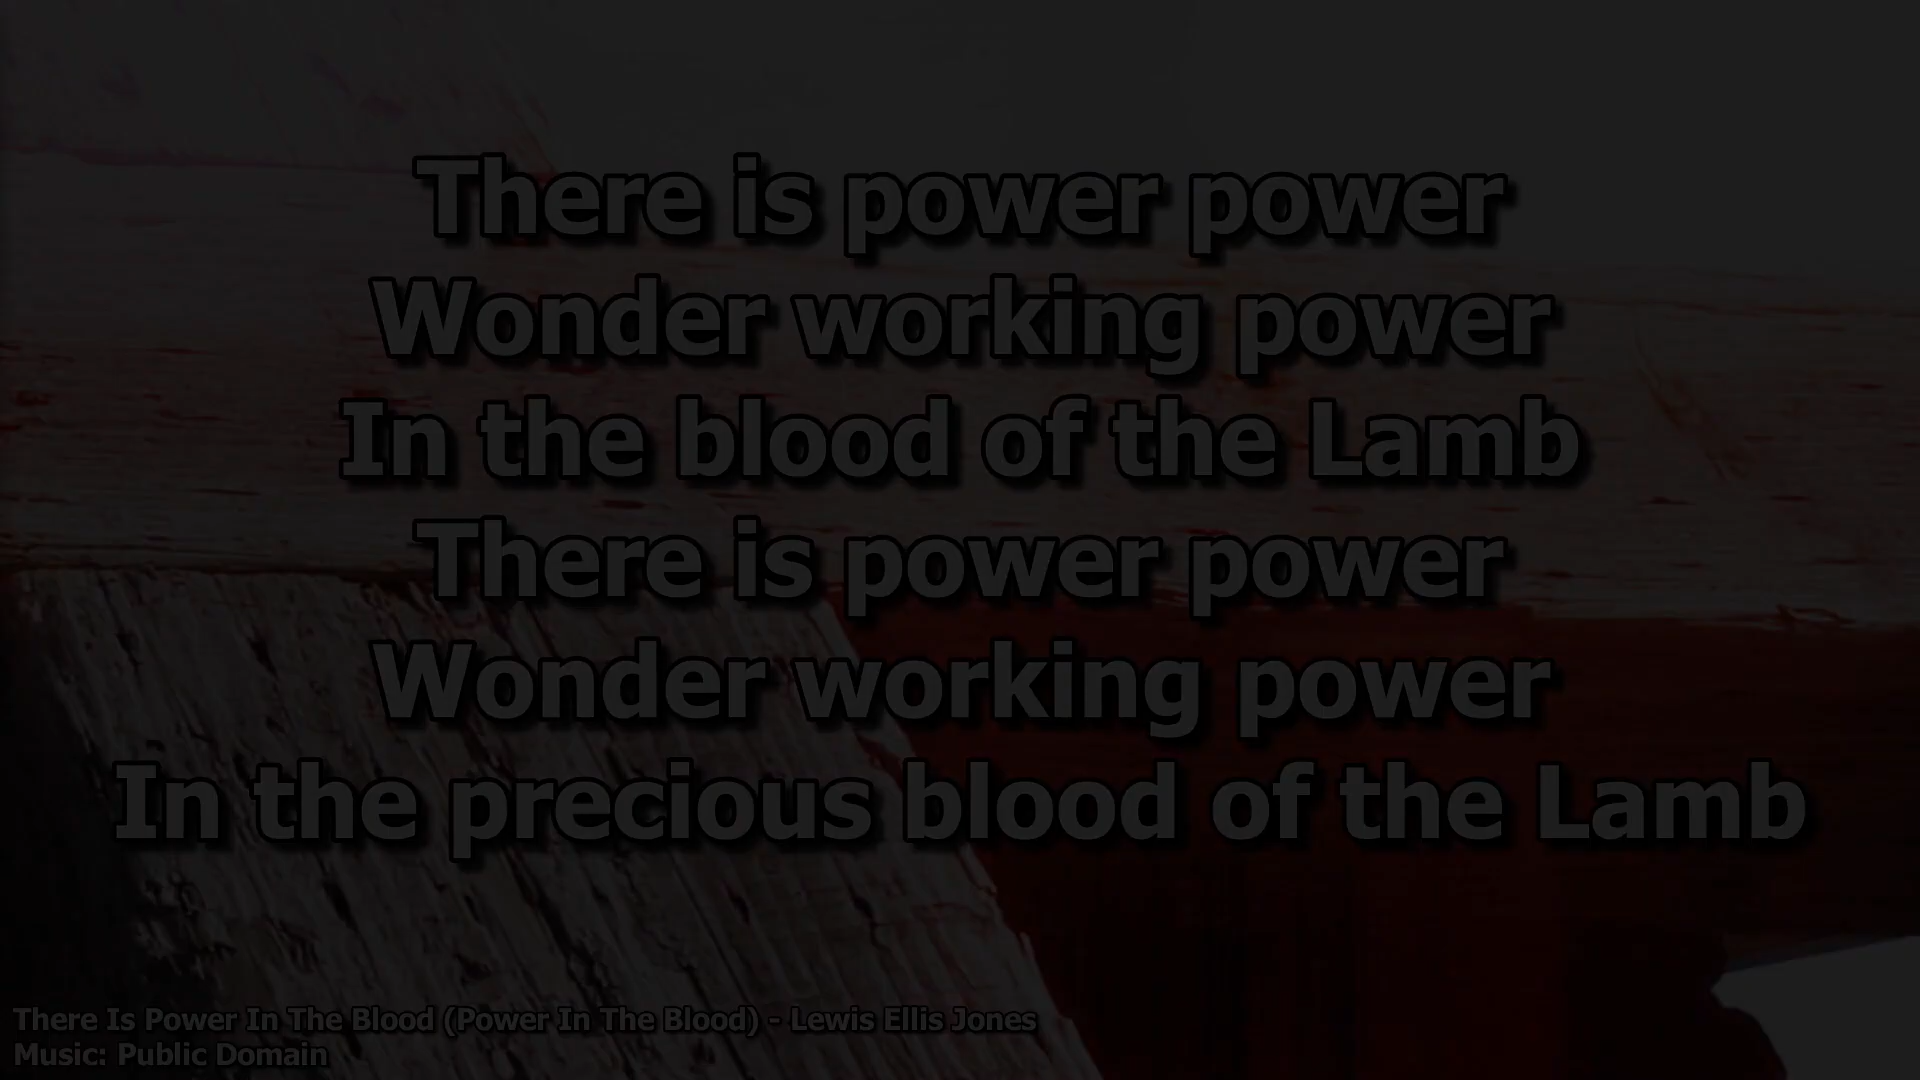 There is power power
Wonder working power
In the blood of the Lamb
There is power power
Wonder working power
In the precious blood of the Lamb
There Is Power In The Blood (Power In The Blood) - Lewis Ellis Jones
Music: Public Domain